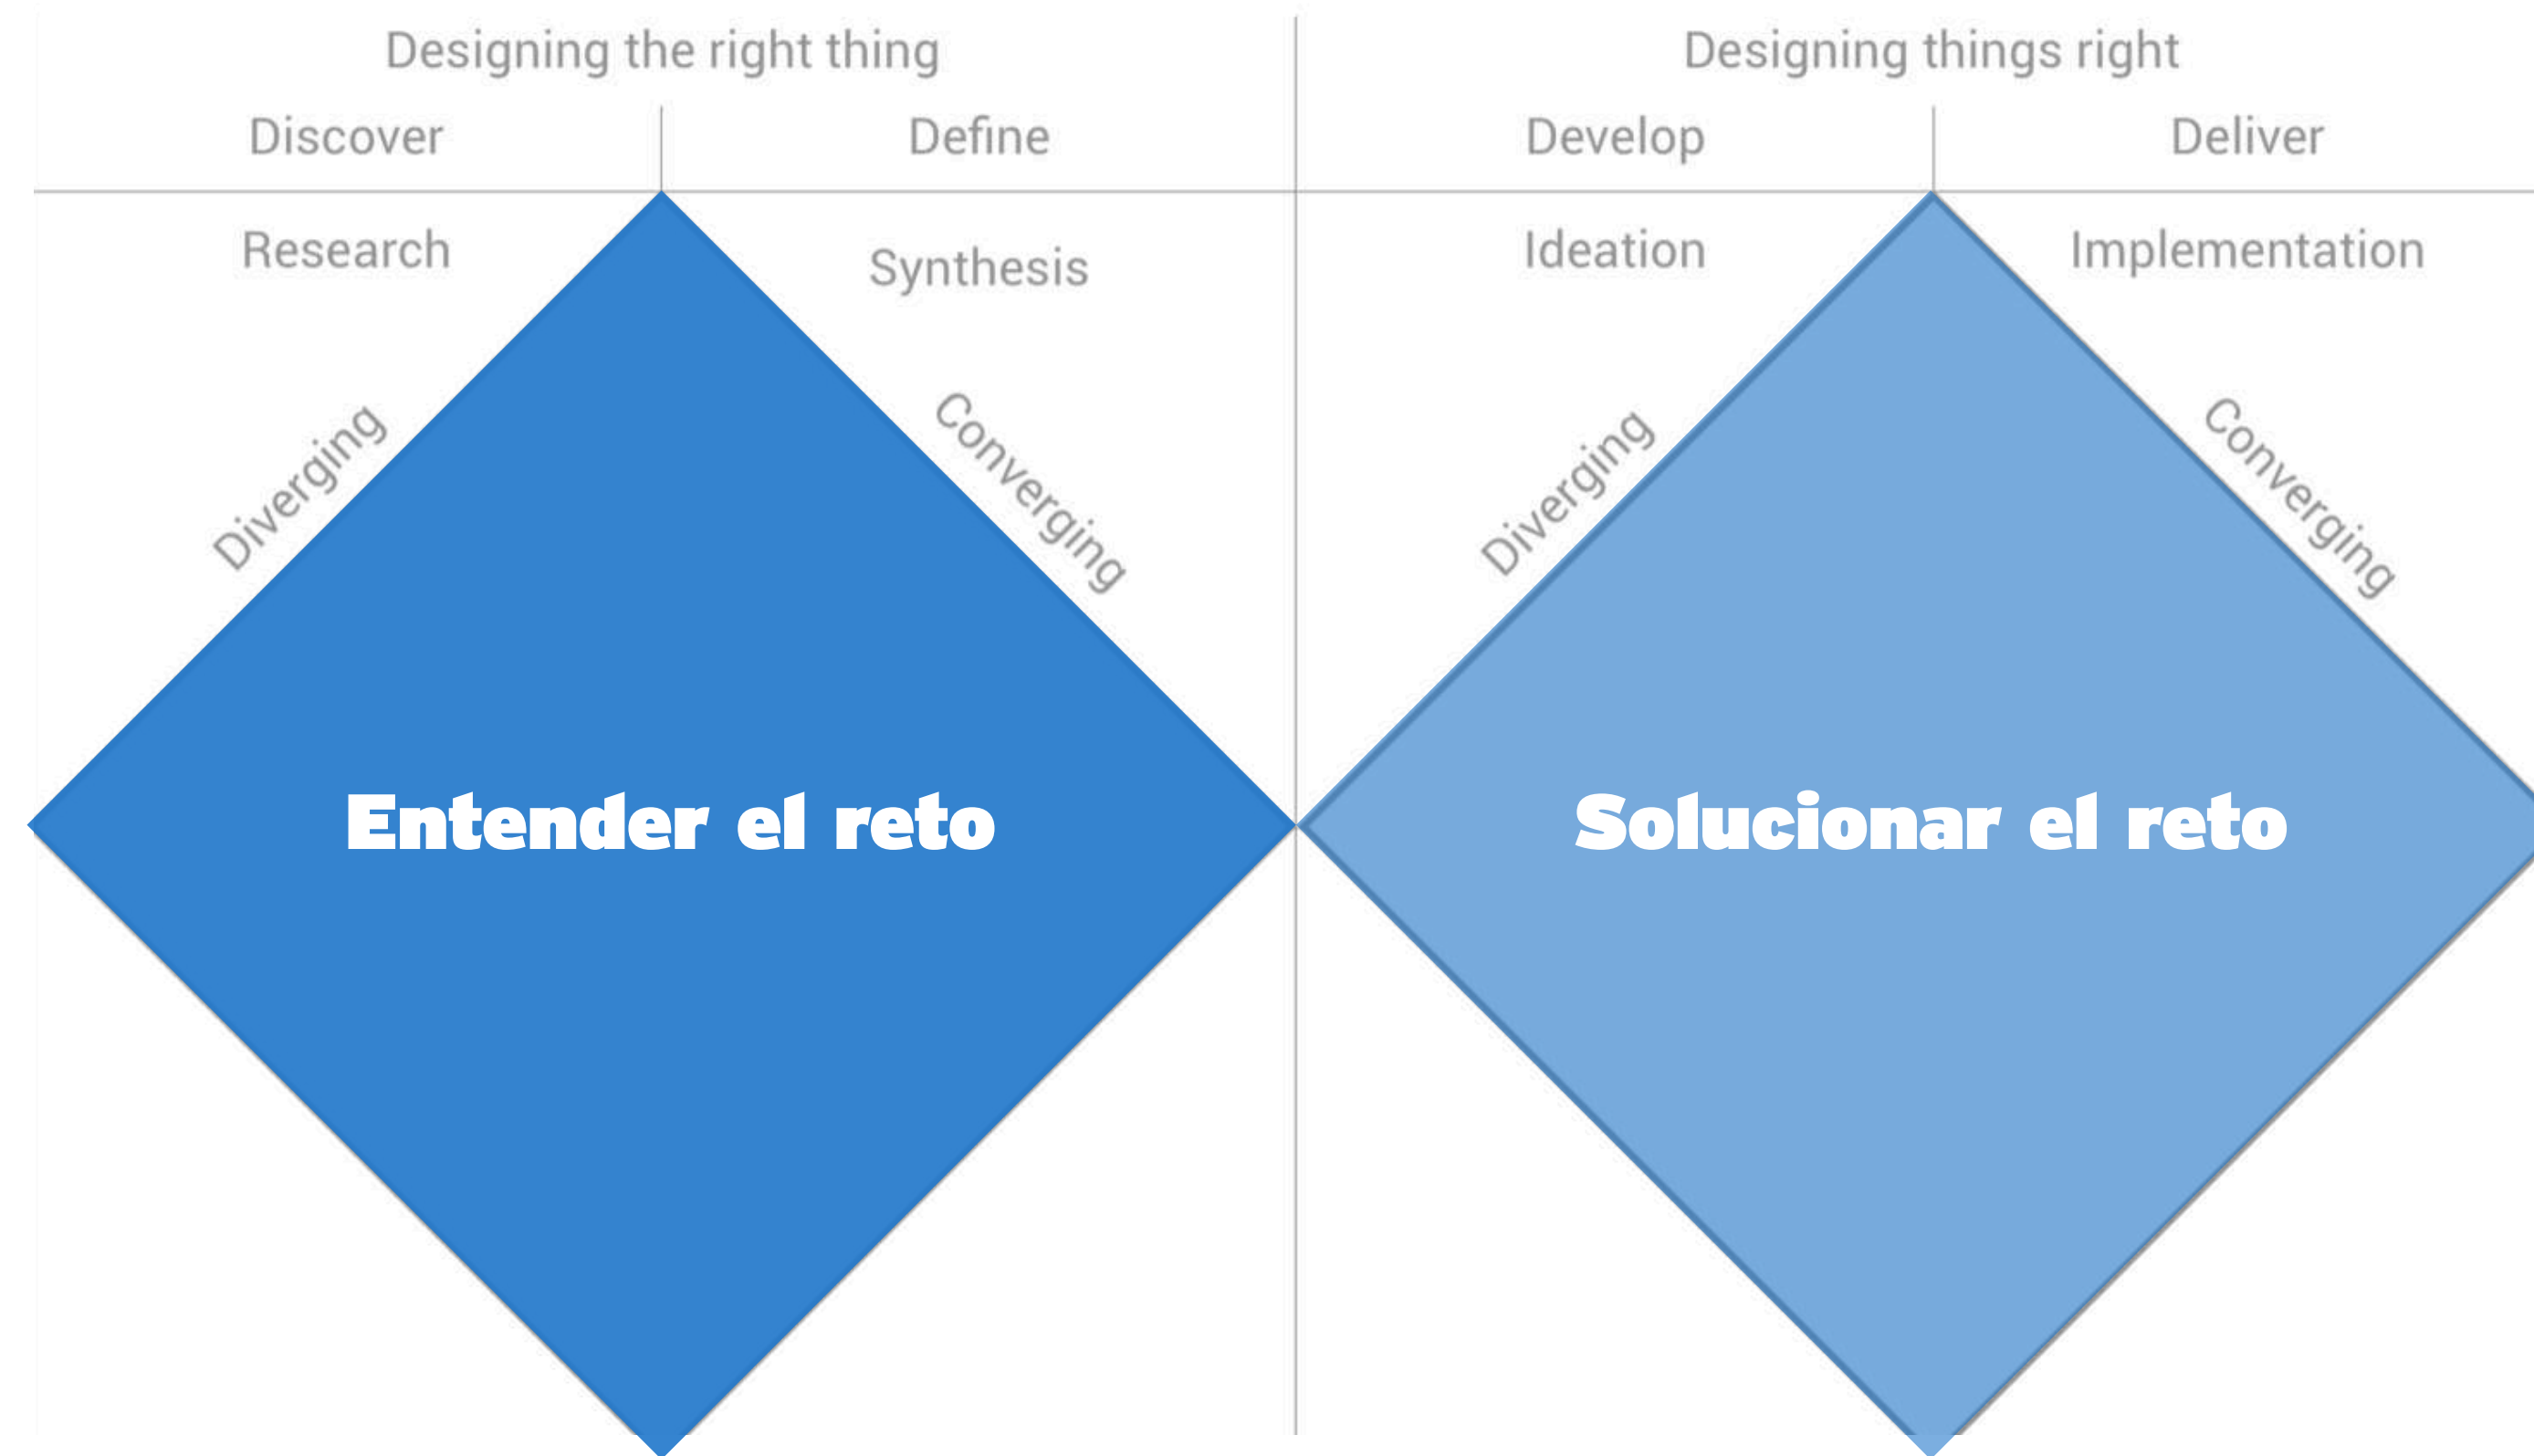 Designing the right thing
Designing things right
Discover
Define
Develop
Deliver
Research
Synthesis
Ideation
Implementation
Diverging
Converging
Diverging
Converging
Entender el reto
Solucionar el reto